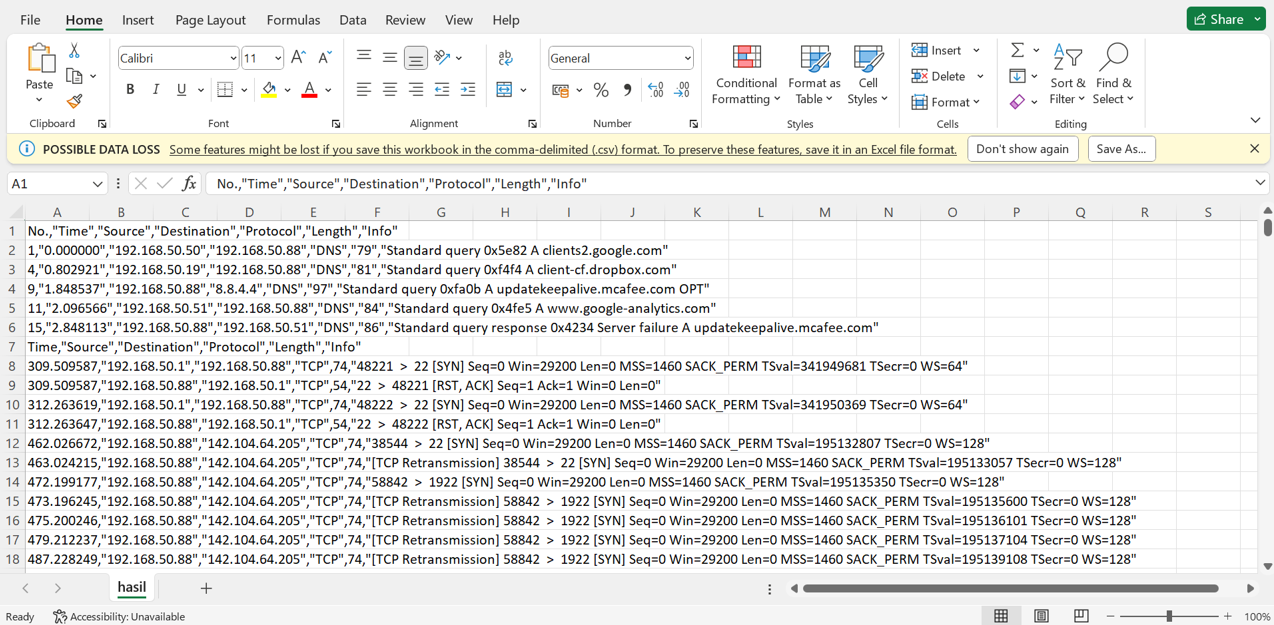 File Home Insert Page Layout Formulas Data Review View Help Share
Calibri 11 General Insert
Paste Conditional Format as Cell Delete Sort & Find &
B I U A % Formatting Table Styles Format Filter Select
Clipboard Font Alignment Number Styles Cells Editing
POSSIBLE DATA LOSS Some features might be lost if you save this workbook in the comma-delimited (.csv) format. To preserve these features, save it in an Excel file format. Don't show again Save As...
A1 fx No.,"Time","Source","Destination","Protocol","Length","Info"
A B C D E F G H I J K L M N O P Q R S
1 No.,"Time","Source","Destination","Protocol","Length","Info"
2 1,"0.000000","192.168.50.50","192.168.50.88","DNS","79","Standard query 0x5e82 A clients2.google.com"
3 4,"0.802921","192.168.50.19","192.168.50.88","DNS","81","Standard query 0xf4f4 A client-cf.dropbox.com"
4 9,"1.848537","192.168.50.88","8.8.4.4","DNS","97","Standard query 0xfa0b A updatekeepalive.mcafee.com OPT"
5 11,"2.096566","192.168.50.51","192.168.50.88","DNS","84","Standard query 0x4fe5 A www.google-analytics.com"
6 15,"2.848113","192.168.50.88","192.168.50.51","DNS","86","Standard query response 0x4234 Server failure A updatekeepalive.mcafee.com"
7 Time,"Source","Destination","Protocol","Length","Info"
8 309.509587,"192.168.50.1","192.168.50.88","TCP",74,"48221 > 22 [SYN] Seq=0 Win=29200 Len=0 MSS=1460 SACK_PERM TSval=341949681 TSecr=0 WS=64"
9 309.509587,"192.168.50.88","192.168.50.1","TCP",54,"22 > 48221 [RST, ACK] Seq=1 Ack=1 Win=0 Len=0"
10 312.263619,"192.168.50.1","192.168.50.88","TCP",74,"48222 > 22 [SYN] Seq=0 Win=29200 Len=0 MSS=1460 SACK_PERM TSval=341950369 TSecr=0 WS=64"
11 312.263647,"192.168.50.88","192.168.50.1","TCP",54,"22 > 48222 [RST, ACK] Seq=1 Ack=1 Win=0 Len=0"
12 462.026672,"192.168.50.88","142.104.64.205","TCP",74,"38544 > 22 [SYN] Seq=0 Win=29200 Len=0 MSS=1460 SACK_PERM TSval=195132807 TSecr=0 WS=128"
13 463.024215,"192.168.50.88","142.104.64.205","TCP",74,"[TCP Retransmission] 38544 > 22 [SYN] Seq=0 Win=29200 Len=0 MSS=1460 SACK_PERM TSval=195133057 TSecr=0 WS=128"
14 472.199177,"192.168.50.88","142.104.64.205","TCP",74,"58842 > 1922 [SYN] Seq=0 Win=29200 Len=0 MSS=1460 SACK_PERM TSval=195135350 TSecr=0 WS=128"
15 473.196245,"192.168.50.88","142.104.64.205","TCP",74,"[TCP Retransmission] 58842 > 1922 [SYN] Seq=0 Win=29200 Len=0 MSS=1460 SACK_PERM TSval=195135600 TSecr=0 WS=128"
16 475.200246,"192.168.50.88","142.104.64.205","TCP",74,"[TCP Retransmission] 58842 > 1922 [SYN] Seq=0 Win=29200 Len=0 MSS=1460 SACK_PERM TSval=195136101 TSecr=0 WS=128"
17 479.212237,"192.168.50.88","142.104.64.205","TCP",74,"[TCP Retransmission] 58842 > 1922 [SYN] Seq=0 Win=29200 Len=0 MSS=1460 SACK_PERM TSval=195137104 TSecr=0 WS=128"
18 487.228249,"192.168.50.88","142.104.64.205","TCP",74,"[TCP Retransmission] 58842 > 1922 [SYN] Seq=0 Win=29200 Len=0 MSS=1460 SACK_PERM TSval=195139108 TSecr=0 WS=128"
hasil
Ready Accessibility: Unavailable 100%